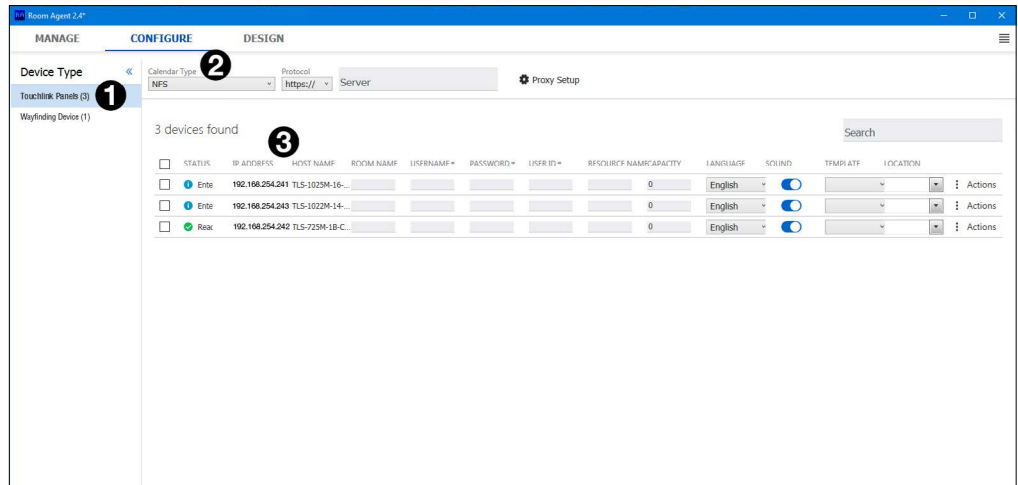 Room Agent 2.4*
MANAGE CONFIGURE DESIGN
Device Type «
Touchlink Panels (3) 1
Wayfinding Device (1)
Calendar Type 2 Protocol
NFS https:// Server Proxy Setup
3 devices found 3 Search
STATUS IP ADDRESS HOST NAME ROOM NAME USERNAME PASSWORD USER ID RESOURCE NAME CAPACITY LANGUAGE SOUND TEMPLATE LOCATION
Ente 192.168.254.241 TLS-1025M-16-... 0 English Actions
Ente 192.168.254.243 TLS-1022M-14-... 0 English Actions
Reac 192.168.254.242 TLS-725M-1B-C... 0 English Actions